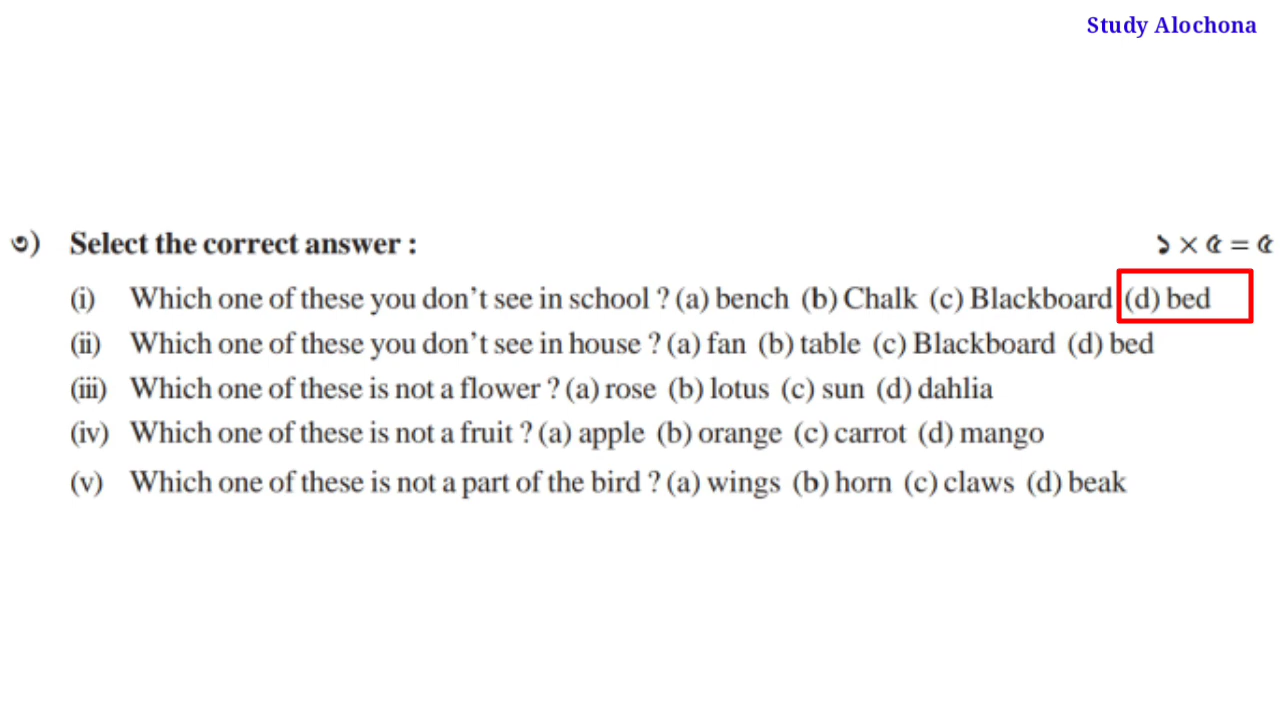 Study Alochona
৩) Select the correct answer : ১ × ৫ = ৫
(i) Which one of these you don't see in school ? (a) bench (b) Chalk (c) Blackboard (d) bed
(ii) Which one of these you don't see in house ? (a) fan (b) table (c) Blackboard (d) bed
(iii) Which one of these is not a flower ? (a) rose (b) lotus (c) sun (d) dahlia
(iv) Which one of these is not a fruit ? (a) apple (b) orange (c) carrot (d) mango
(v) Which one of these is not a part of the bird ? (a) wings (b) horn (c) claws (d) beak